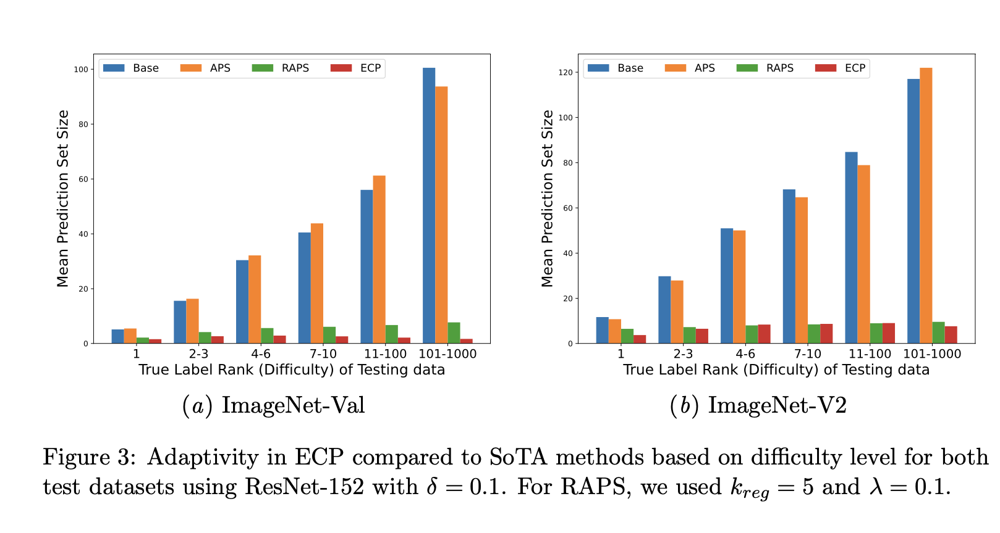 Base APS RAPS ECP
100
80
60
40
20
0
Mean Prediction Set Size
1 2-3 4-6 7-10 11-100 101-1000
True Label Rank (Difficulty) of Testing data
(a) ImageNet-Val
Base APS RAPS ECP
120
100
80
60
40
20
0
Mean Prediction Set Size
1 2-3 4-6 7-10 11-100 101-1000
True Label Rank (Difficulty) of Testing data
(b) ImageNet-V2
Figure 3: Adaptivity in ECP compared to SoTA methods based on difficulty level for both
test datasets using ResNet-152 with δ = 0.1. For RAPS, we used k_reg = 5 and λ = 0.1.